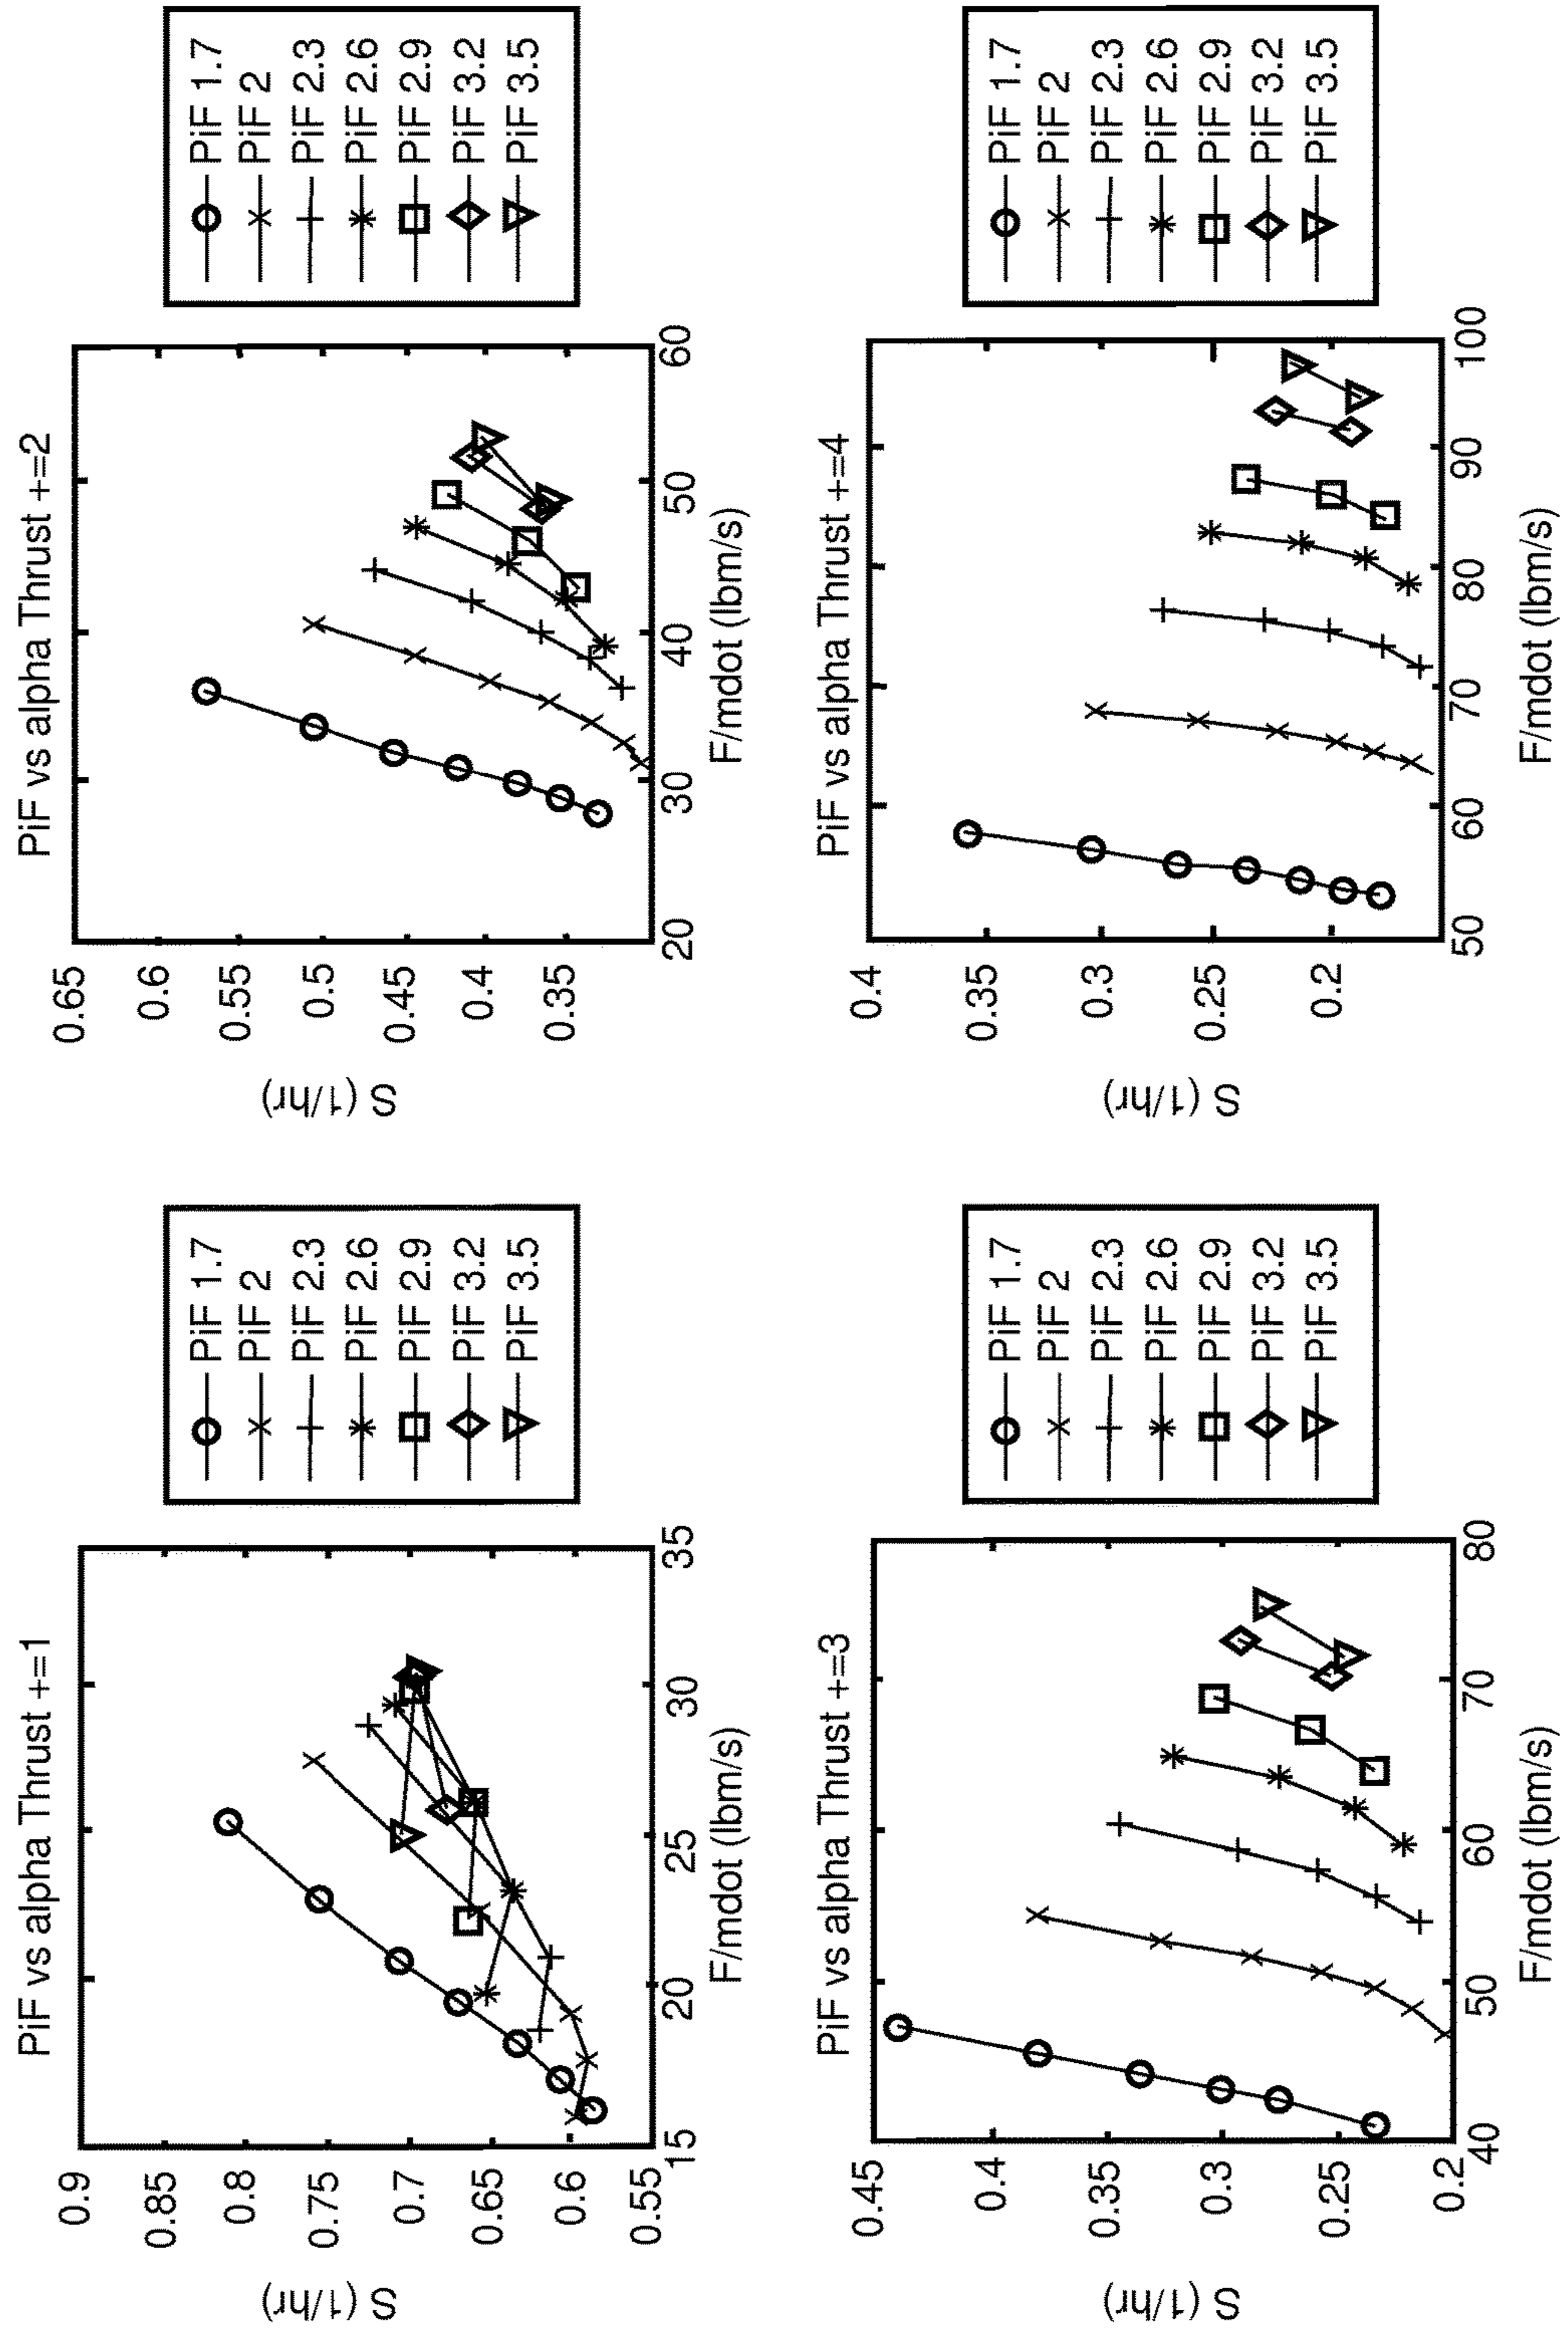 PiF vs alpha Thrust +=1
S (1/hr)
0.9
0.85
0.8
0.75
0.7
0.65
0.6
0.55
15
20
25
30
35
F/mdot (lbm/s)
PiF 1.7
PiF 2
PiF 2.3
PiF 2.6
PiF 2.9
PiF 3.2
PiF 3.5
PiF vs alpha Thrust +=2
S (1/hr)
0.65
0.6
0.55
0.5
0.45
0.4
0.35
20
30
40
50
60
F/mdot (lbm/s)
PiF 1.7
PiF 2
PiF 2.3
PiF 2.6
PiF 2.9
PiF 3.2
PiF 3.5
PiF vs alpha Thrust +=3
S (1/hr)
0.45
0.4
0.35
0.3
0.25
0.2
40
50
60
70
80
F/mdot (lbm/s)
PiF 1.7
PiF 2
PiF 2.3
PiF 2.6
PiF 2.9
PiF 3.2
PiF 3.5
PiF vs alpha Thrust +=4
S (1/hr)
0.4
0.35
0.3
0.25
0.2
50
60
70
80
90
100
F/mdot (lbm/s)
PiF 1.7
PiF 2
PiF 2.3
PiF 2.6
PiF 2.9
PiF 3.2
PiF 3.5